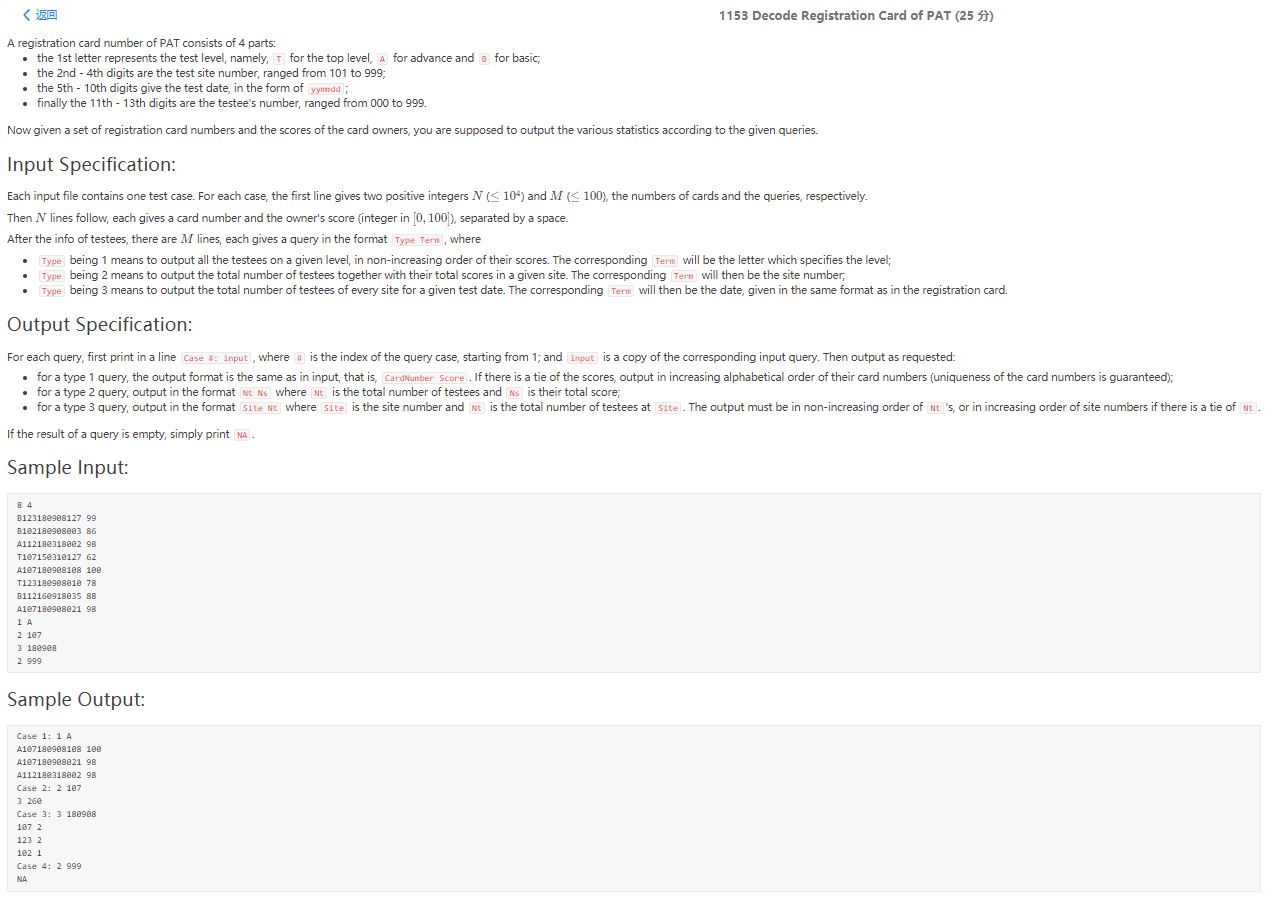 返回
1153 Decode Registration Card of PAT (25 分)
A registration card number of PAT consists of 4 parts:
• the 1st letter represents the test level, namely, T for the top level, A for advance and B for basic;
• the 2nd - 4th digits are the test site number, ranged from 101 to 999;
• the 5th - 10th digits give the test date, in the form of yymmdd ;
• finally the 11th - 13th digits are the testee's number, ranged from 000 to 999.
Now given a set of registration card numbers and the scores of the card owners, you are supposed to output the various statistics according to the given queries.
Input Specification:
Each input file contains one test case. For each case, the first line gives two positive integers N (≤ 10⁴) and M (≤ 100), the numbers of cards and the queries, respectively.
Then N lines follow, each gives a card number and the owner's score (integer in [0, 100]), separated by a space.
After the info of testees, there are M lines, each gives a query in the format Type Term , where
• Type being 1 means to output all the testees on a given level, in non-increasing order of their scores. The corresponding Term will be the letter which specifies the level;
• Type being 2 means to output the total number of testees together with their total scores in a given site. The corresponding Term will then be the site number;
• Type being 3 means to output the total number of testees of every site for a given test date. The corresponding Term will then be the date, given in the same format as in the registration card.
Output Specification:
For each query, first print in a line Case #: input , where # is the index of the query case, starting from 1; and input is a copy of the corresponding input query. Then output as requested:
• for a type 1 query, the output format is the same as in input, that is, CardNumber Score . If there is a tie of the scores, output in increasing alphabetical order of their card numbers (uniqueness of the card numbers is guaranteed);
• for a type 2 query, output in the format Nt Ns where Nt is the total number of testees and Ns is their total score;
• for a type 3 query, output in the format Site Nt where Site is the site number and Nt is the total number of testees at Site . The output must be in non-increasing order of Nt 's, or in increasing order of site numbers if there is a tie of Nt .
If the result of a query is empty, simply print NA .
Sample Input:
8 4
B123180908127 99
B102180908003 86
A112180318002 98
T107150310127 62
A107180908108 100
T123180908010 78
B112160918035 88
A107180908021 98
1 A
2 107
3 180908
2 999
Sample Output:
Case 1: 1 A
A107180908108 100
A107180908021 98
A112180318002 98
Case 2: 2 107
3 260
Case 3: 3 180908
107 2
123 2
102 1
Case 4: 2 999
NA